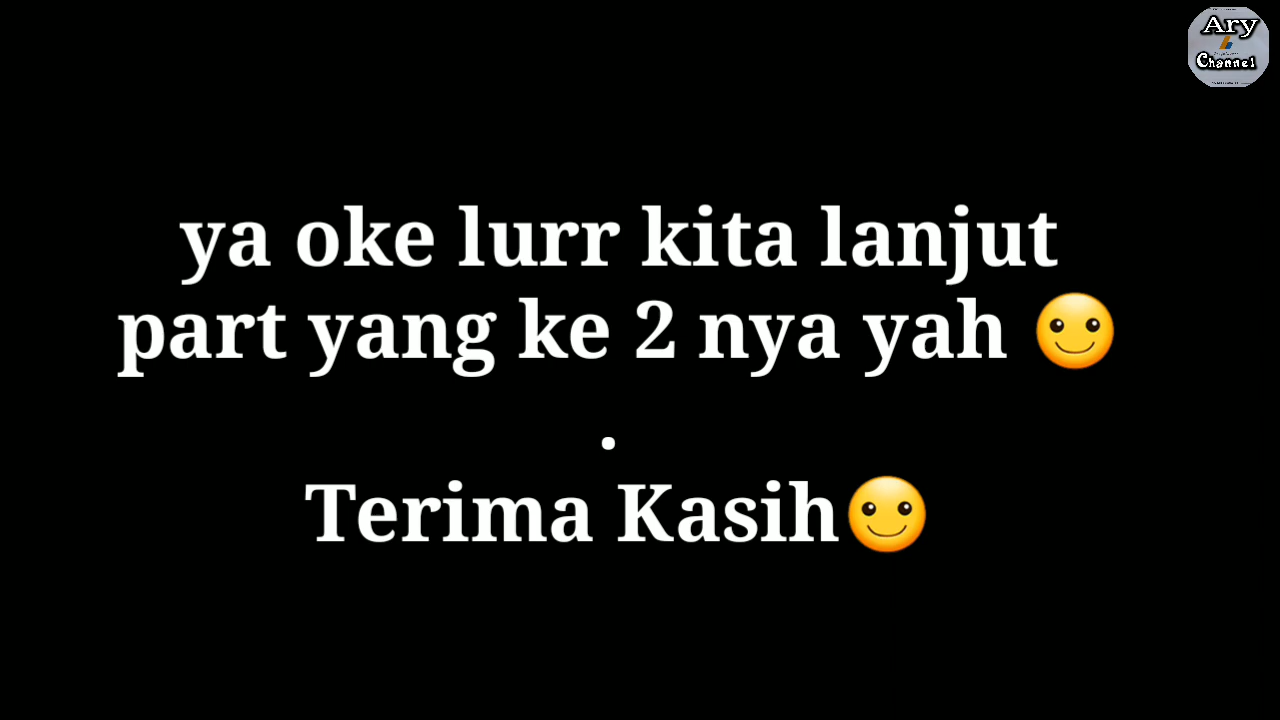 Ary
Channel
ya oke lurr kita lanjut
part yang ke 2 nya yah 🙂
.
Terima Kasih🙂